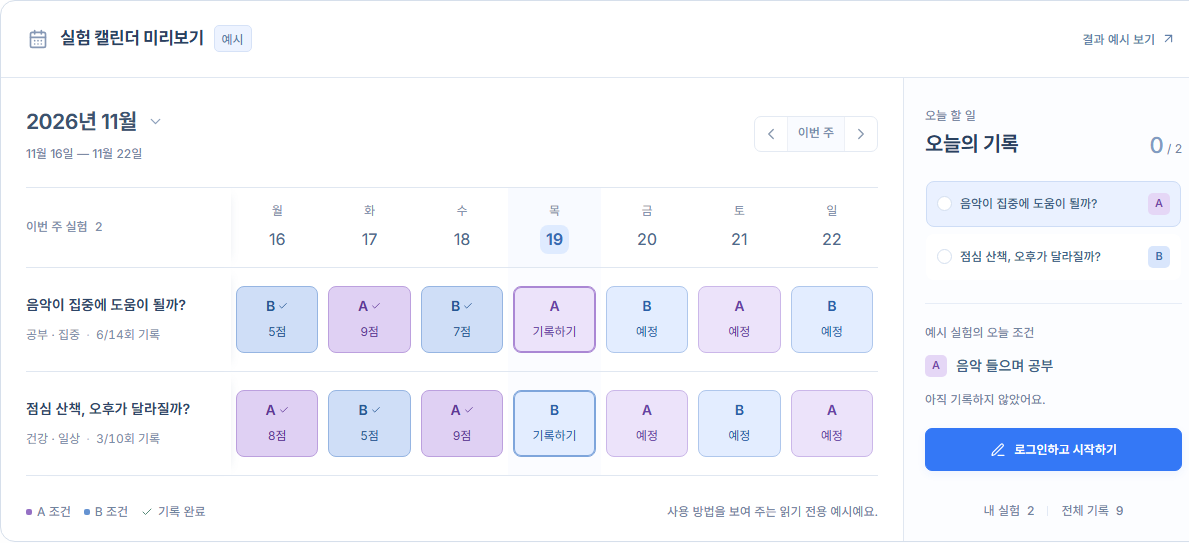 실험 캘린더 미리보기 예시
결과 예시 보기
2026년 11월
11월 16일 — 11월 22일
이번 주
이번 주 실험 2
월 화 수 목 금 토 일
16 17 18 19 20 21 22
음악이 집중에 도움이 될까?
공부 · 집중 · 6/14회 기록
B A B A B A B
5점 9점 7점 기록하기 예정 예정 예정
점심 산책, 오후가 달라질까?
건강 · 일상 · 3/10회 기록
A B A B A B A
8점 5점 9점 기록하기 예정 예정 예정
A 조건 B 조건 기록 완료
사용 방법을 보여 주는 읽기 전용 예시예요.
오늘 할 일
오늘의 기록 0 / 2
음악이 집중에 도움이 될까? A
점심 산책, 오후가 달라질까? B
예시 실험의 오늘 조건
A 음악 들으며 공부
아직 기록하지 않았어요.
로그인하고 시작하기
내 실험 2 전체 기록 9